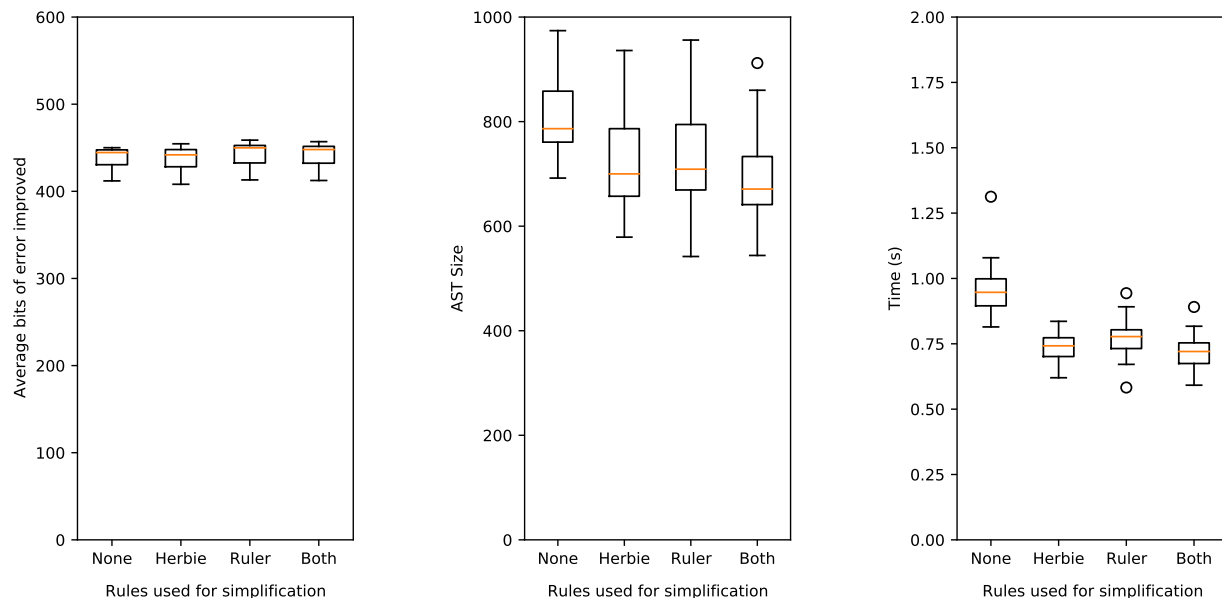 600
500
400
300
200
100
0
Average bits of error improved
None Herbie Ruler Both
Rules used for simplification
1000
800
600
400
200
0
AST Size
None Herbie Ruler Both
Rules used for simplification
2.00
1.75
1.50
1.25
1.00
0.75
0.50
0.25
0.00
Time (s)
None Herbie Ruler Both
Rules used for simplification